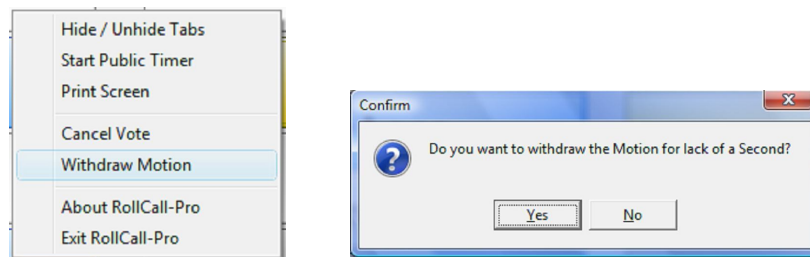 Hide / Unhide Tabs
Start Public Timer
Print Screen
Cancel Vote
Withdraw Motion
About RollCall-Pro
Exit RollCall-Pro
Confirm
Do you want to withdraw the Motion for lack of a Second?
Yes
No